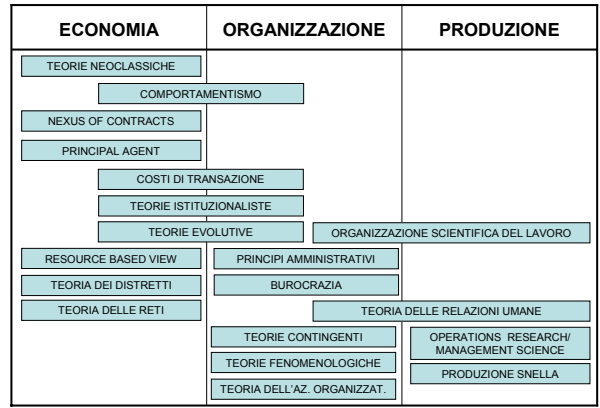 ECONOMIA
ORGANIZZAZIONE
PRODUZIONE
TEORIE NEOCLASSICHE
COMPORTAMENTISMO
NEXUS OF CONTRACTS
PRINCIPAL AGENT
COSTI DI TRANSAZIONE
TEORIE ISTITUZIONALISTE
TEORIE EVOLUTIVE
ORGANIZZAZIONE SCIENTIFICA DEL LAVORO
RESOURCE BASED VIEW
PRINCIPI AMMINISTRATIVI
TEORIA DEI DISTRETTI
BUROCRAZIA
TEORIA DELLE RETI
TEORIA DELLE RELAZIONI UMANE
TEORIE CONTINGENTI
OPERATIONS RESEARCH/
MANAGEMENT SCIENCE
TEORIE FENOMENOLOGICHE
PRODUZIONE SNELLA
TEORIA DELL'AZ. ORGANIZZAT.